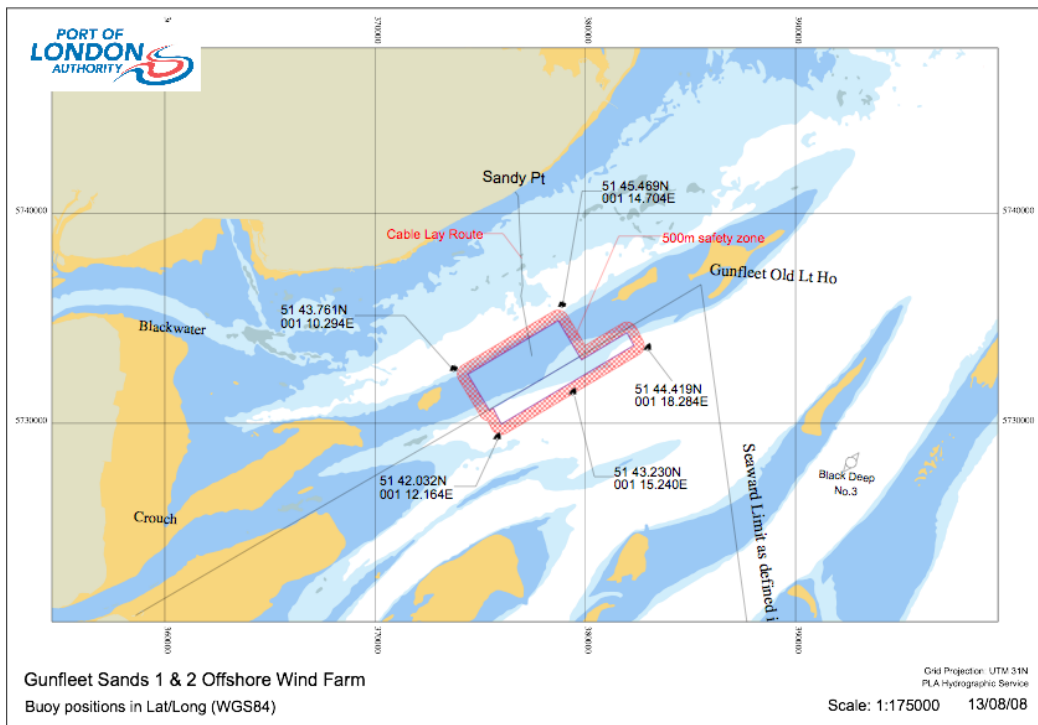 PORT OF
LONDON
AUTHORITY
370000
380000
390000
Sandy Pt
51 45.469N
001 14.704E
5740000
5740000
Cable Lay Route
500m safety zone
Gunfleet Old Lt Ho
51 43.761N
001 10.294E
Blackwater
51 44.419N
001 18.284E
5730000
5730000
51 43.230N
001 15.240E
51 42.032N
001 12.164E
Black Deep
No.3
Crouch
Seaward Limit as defined i
360000
370000
380000
390000
Gunfleet Sands 1 & 2 Offshore Wind Farm
Buoy positions in Lat/Long (WGS84)
Grid Projection: UTM 31N
PLA Hydrographic Service
Scale: 1:175000 13/08/08